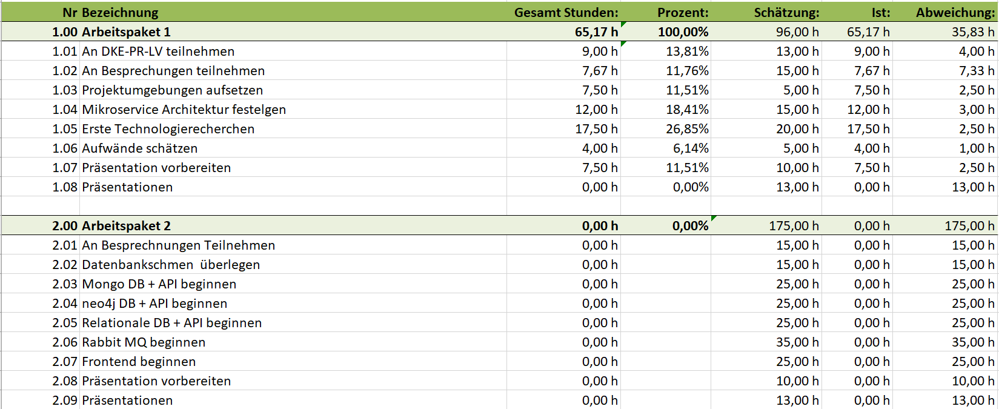 Nr Bezeichnung Gesamt Stunden: Prozent: Schätzung: Ist: Abweichung:
1.00 Arbeitspaket 1 65,17 h 100,00% 96,00 h 65,17 h 35,83 h
1.01 An DKE-PR-LV teilnehmen 9,00 h 13,81% 13,00 h 9,00 h 4,00 h
1.02 An Besprechungen teilnehmen 7,67 h 11,76% 15,00 h 7,67 h 7,33 h
1.03 Projektumgebungen aufsetzen 7,50 h 11,51% 5,00 h 7,50 h 2,50 h
1.04 Mikroservice Architektur festelgen 12,00 h 18,41% 15,00 h 12,00 h 3,00 h
1.05 Erste Technologierecherchen 17,50 h 26,85% 20,00 h 17,50 h 2,50 h
1.06 Aufwände schätzen 4,00 h 6,14% 5,00 h 4,00 h 1,00 h
1.07 Präsentation vorbereiten 7,50 h 11,51% 10,00 h 7,50 h 2,50 h
1.08 Präsentationen 0,00 h 0,00% 13,00 h 0,00 h 13,00 h
2.00 Arbeitspaket 2 0,00 h 0,00% 175,00 h 0,00 h 175,00 h
2.01 An Besprechnungen Teilnehmen 0,00 h 15,00 h 0,00 h 15,00 h
2.02 Datenbankschmen überlegen 0,00 h 15,00 h 0,00 h 15,00 h
2.03 Mongo DB + API beginnen 0,00 h 25,00 h 0,00 h 25,00 h
2.04 neo4j DB + API beginnen 0,00 h 25,00 h 0,00 h 25,00 h
2.05 Relationale DB + API beginnen 0,00 h 25,00 h 0,00 h 25,00 h
2.06 Rabbit MQ beginnen 0,00 h 35,00 h 0,00 h 35,00 h
2.07 Frontend beginnen 0,00 h 25,00 h 0,00 h 25,00 h
2.08 Präsentation vorbereiten 0,00 h 10,00 h 0,00 h 10,00 h
2.09 Präsentationen 0,00 h 13,00 h 0,00 h 13,00 h